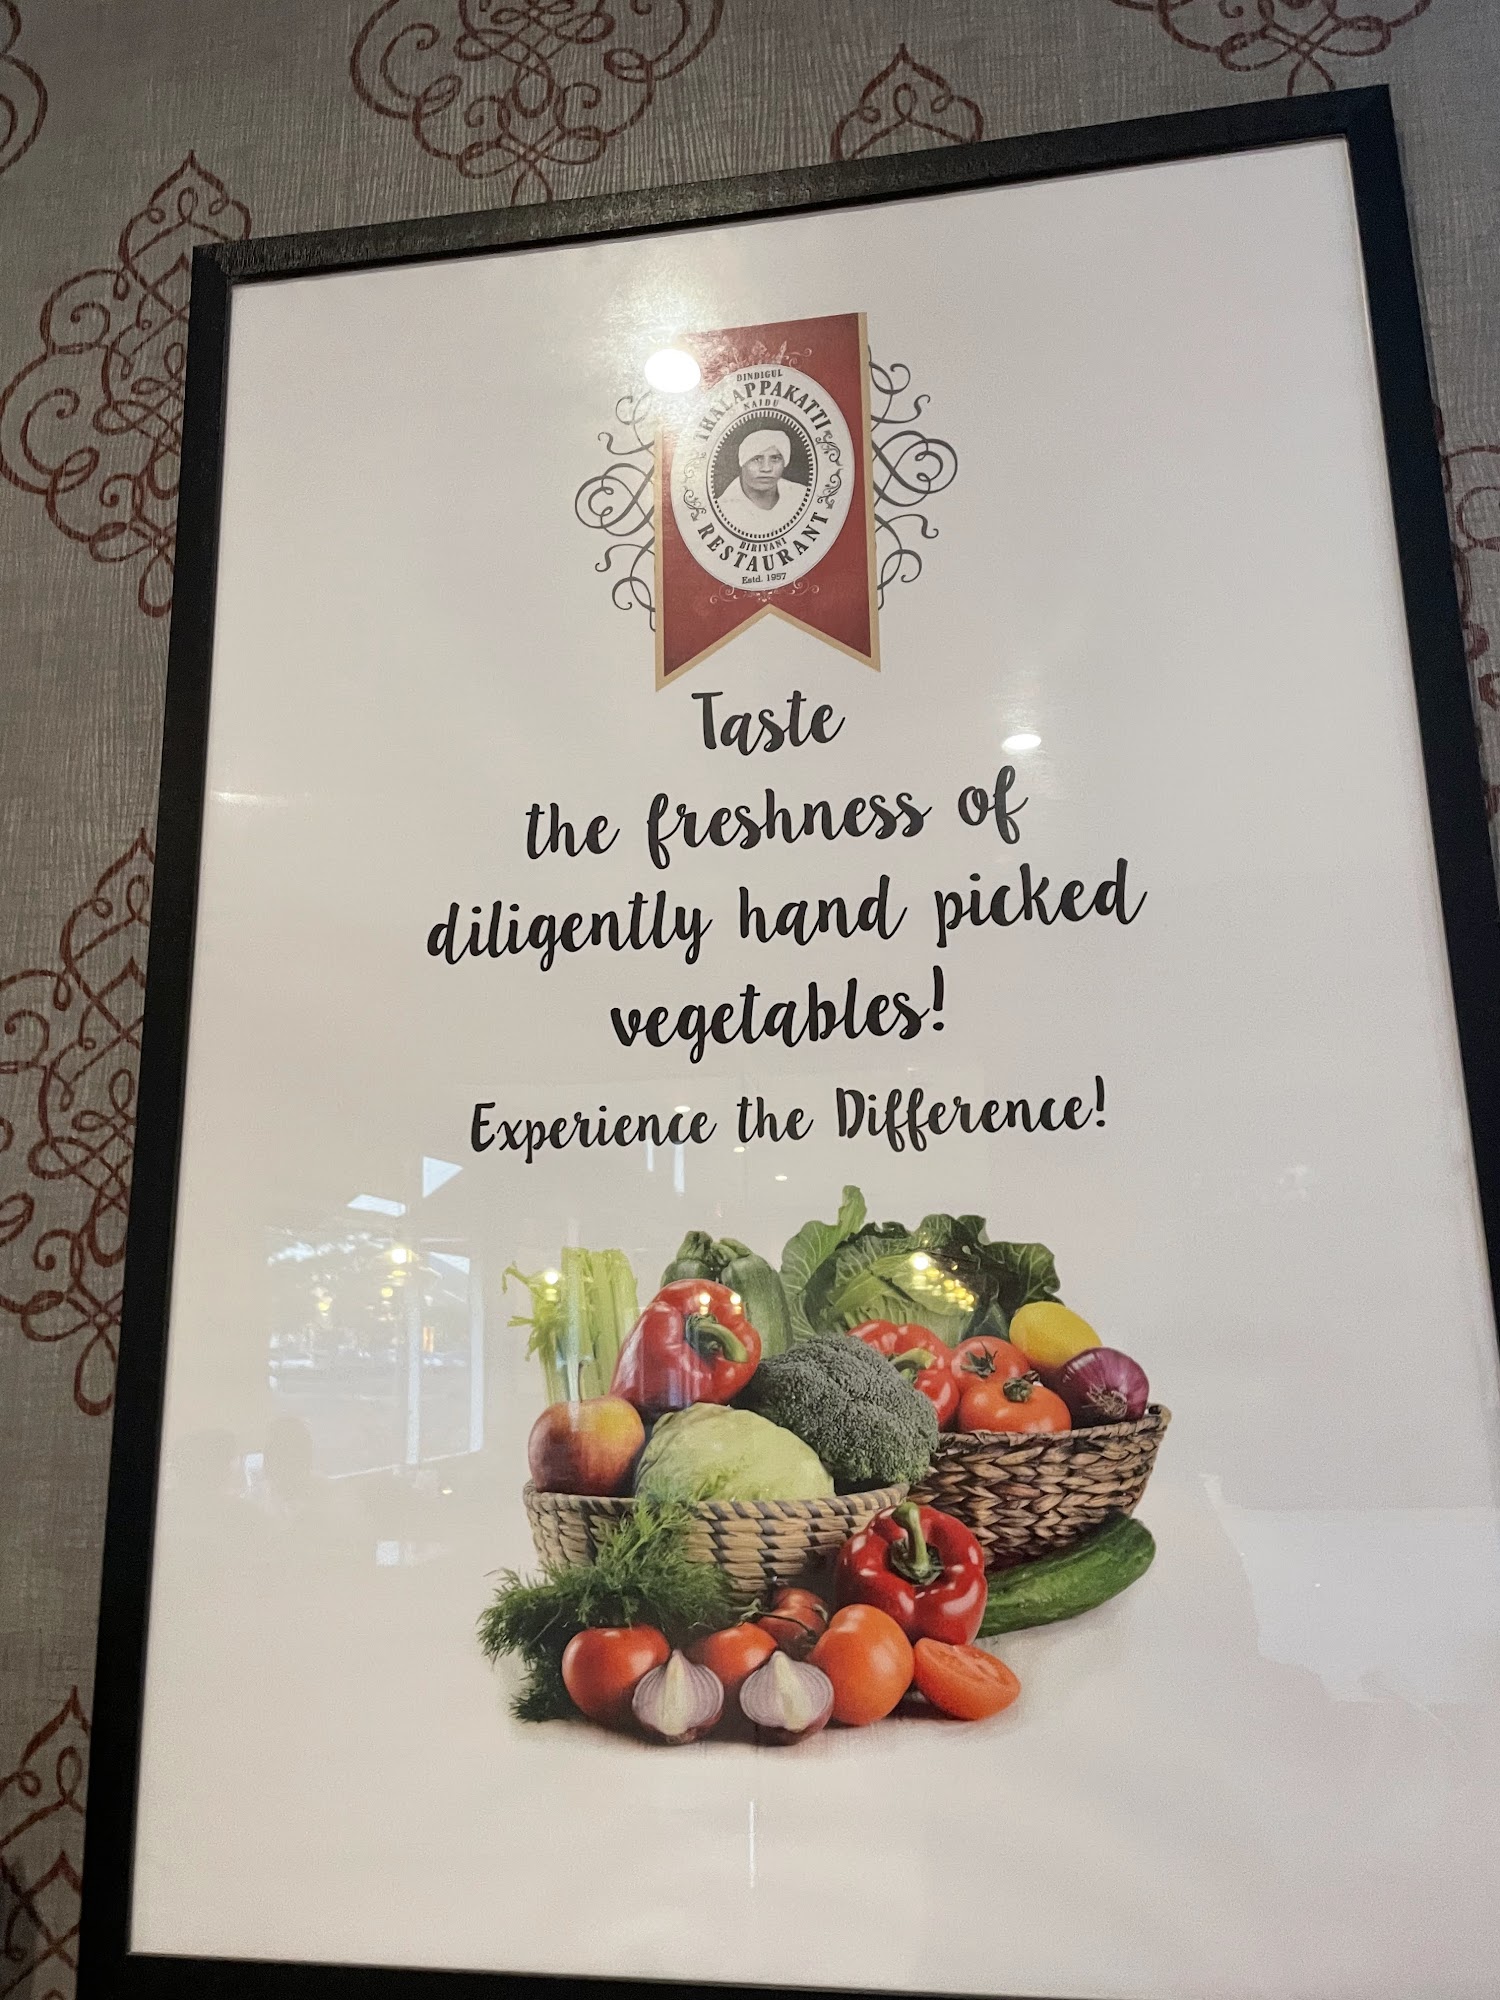 DINDIGUL
THALAPPAKATTI
NAIDU
BIRIYANI
RESTAURANT
Estd. 1957
Taste
the freshness of
diligently hand picked
vegetables!
Experience the Difference!